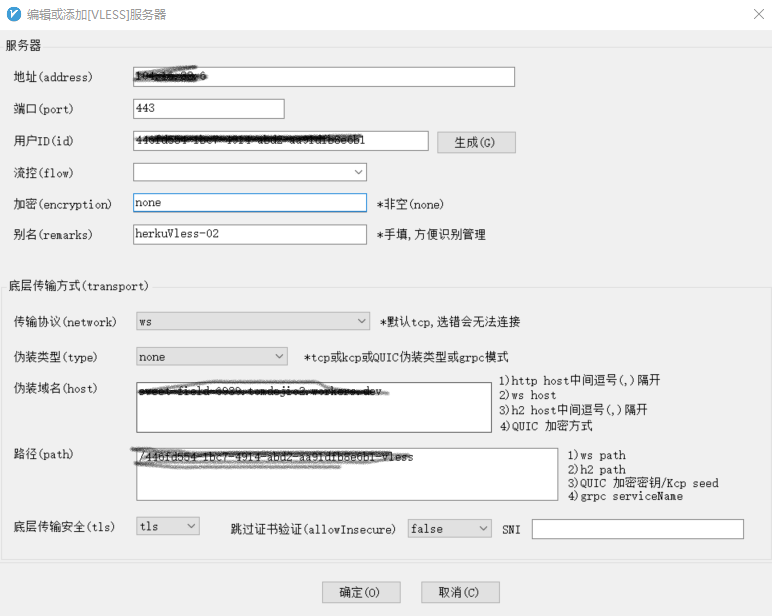 编辑或添加[VLESS]服务器
服务器
地址(address)
端口(port) 443
用户ID(id) 生成(G)
流控(flow)
加密(encryption) none *非空(none)
别名(remarks) herkuVless-02 *手填,方便识别管理
底层传输方式(transport)
传输协议(network) ws *默认tcp,选错会无法连接
伪装类型(type) none *tcp或kcp或QUIC伪装类型或grpc模式
伪装域名(host)
1)http host中间逗号(,)隔开
2)ws host
3)h2 host中间逗号(,)隔开
4)QUIC 加密方式
路径(path)
1)ws path
2)h2 path
3)QUIC 加密密钥/Kcp seed
4)grpc serviceName
底层传输安全(tls) tls 跳过证书验证(allowInsecure) false SNI
确定(O) 取消(C)